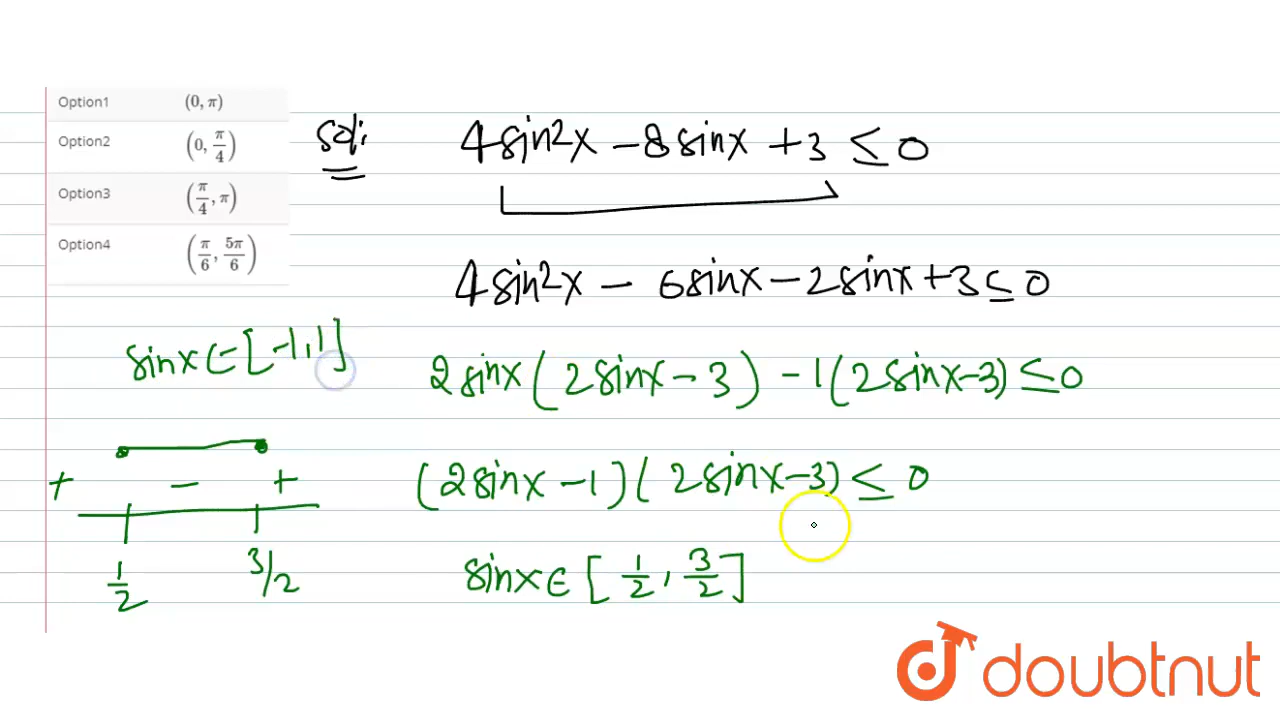 Option1 (0, π)
Option2 (0, π/4)
Option3 (π/4, π)
Option4 (π/6, 5π/6)
Sol:
4sin²x - 8sinx + 3 ≤ 0
4sin²x - 6sinx - 2sinx + 3 ≤ 0
sinx ∈ [-1, 1]
2sinx(2sinx - 3) - 1(2sinx - 3) ≤ 0
+ - +
(2sinx - 1)(2sinx - 3) ≤ 0
1/2 3/2
sinx ∈ [1/2, 3/2]
doubtnut